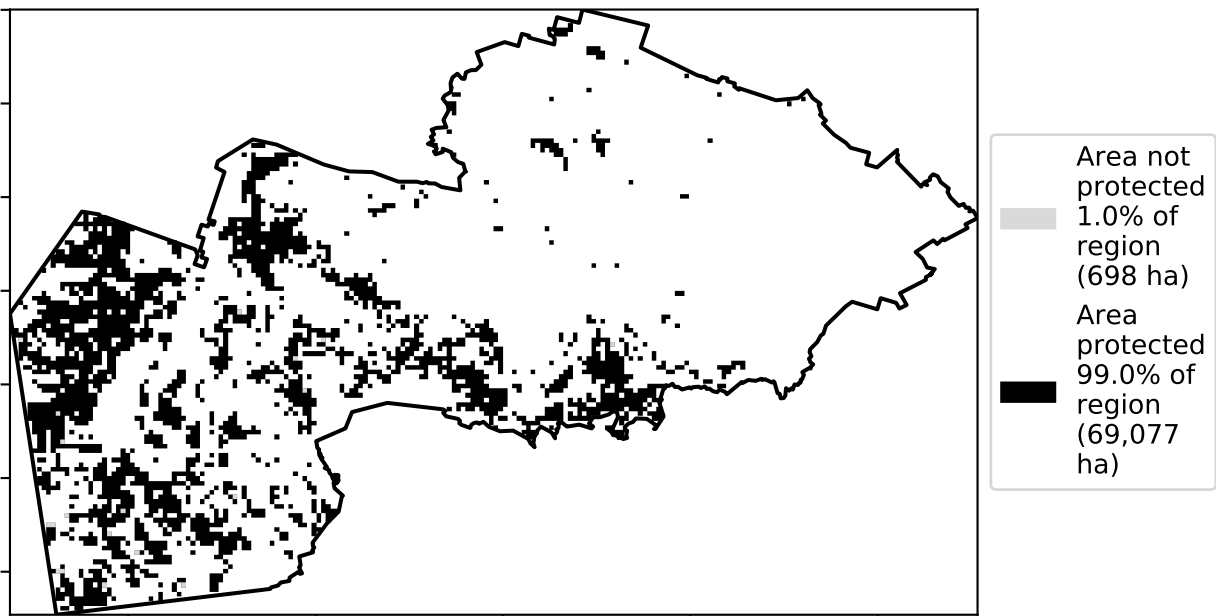 Area not
protected
1.0% of
region
(698 ha)
Area
protected
99.0% of
region
(69,077
ha)